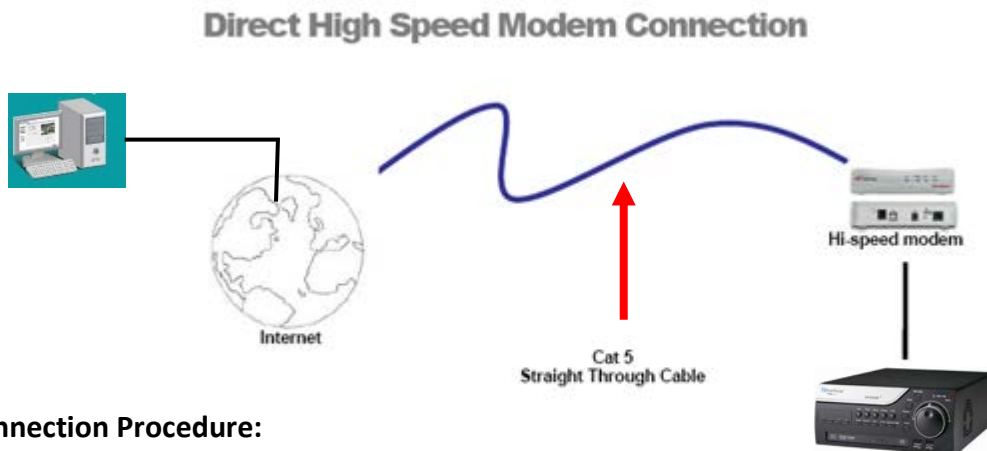 Direct High Speed Modem Connection
Hi-speed modem
Internet
Cat 5
Straight Through Cable
nnection Procedure: